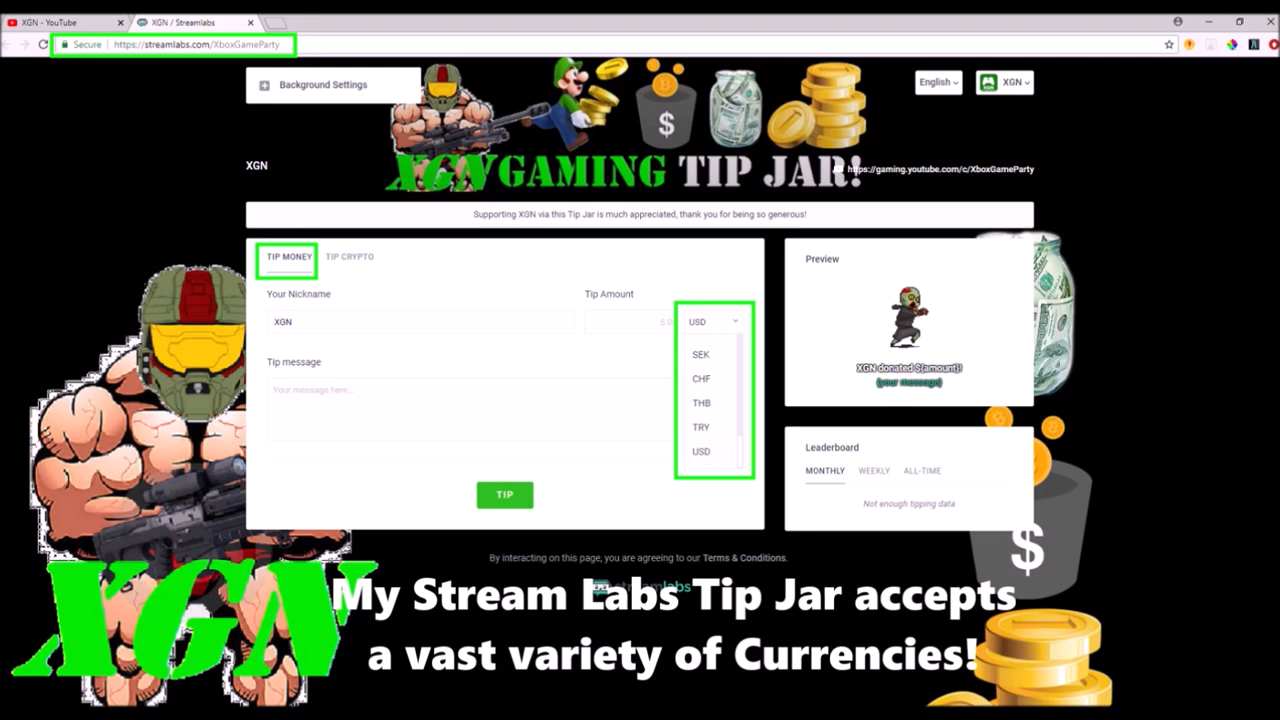 XGN - YouTube
XGN / Streamlabs
Secure
https://streamlabs.com/XboxGameParty
Background Settings
$
English
XGN
XGN
XGN GAMING TIP JAR!
https://gaming.youtube.com/c/XboxGameParty
Supporting XGN via this Tip Jar is much appreciated, thank you for being so generous!
TIP MONEY
TIP CRYPTO
Preview
Your Nickname
Tip Amount
XGN
5.00
USD
SEK
CHF
THB
TRY
USD
Tip message
Your message here...
XGN donated ${amount}!
{your message}
Leaderboard
MONTHLY
WEEKLY
ALL-TIME
TIP
Not enough tipping data
$
By interacting on this page, you are agreeing to our Terms & Conditions.
streamlabs
XGN
My Stream Labs Tip Jar accepts
a vast variety of Currencies!